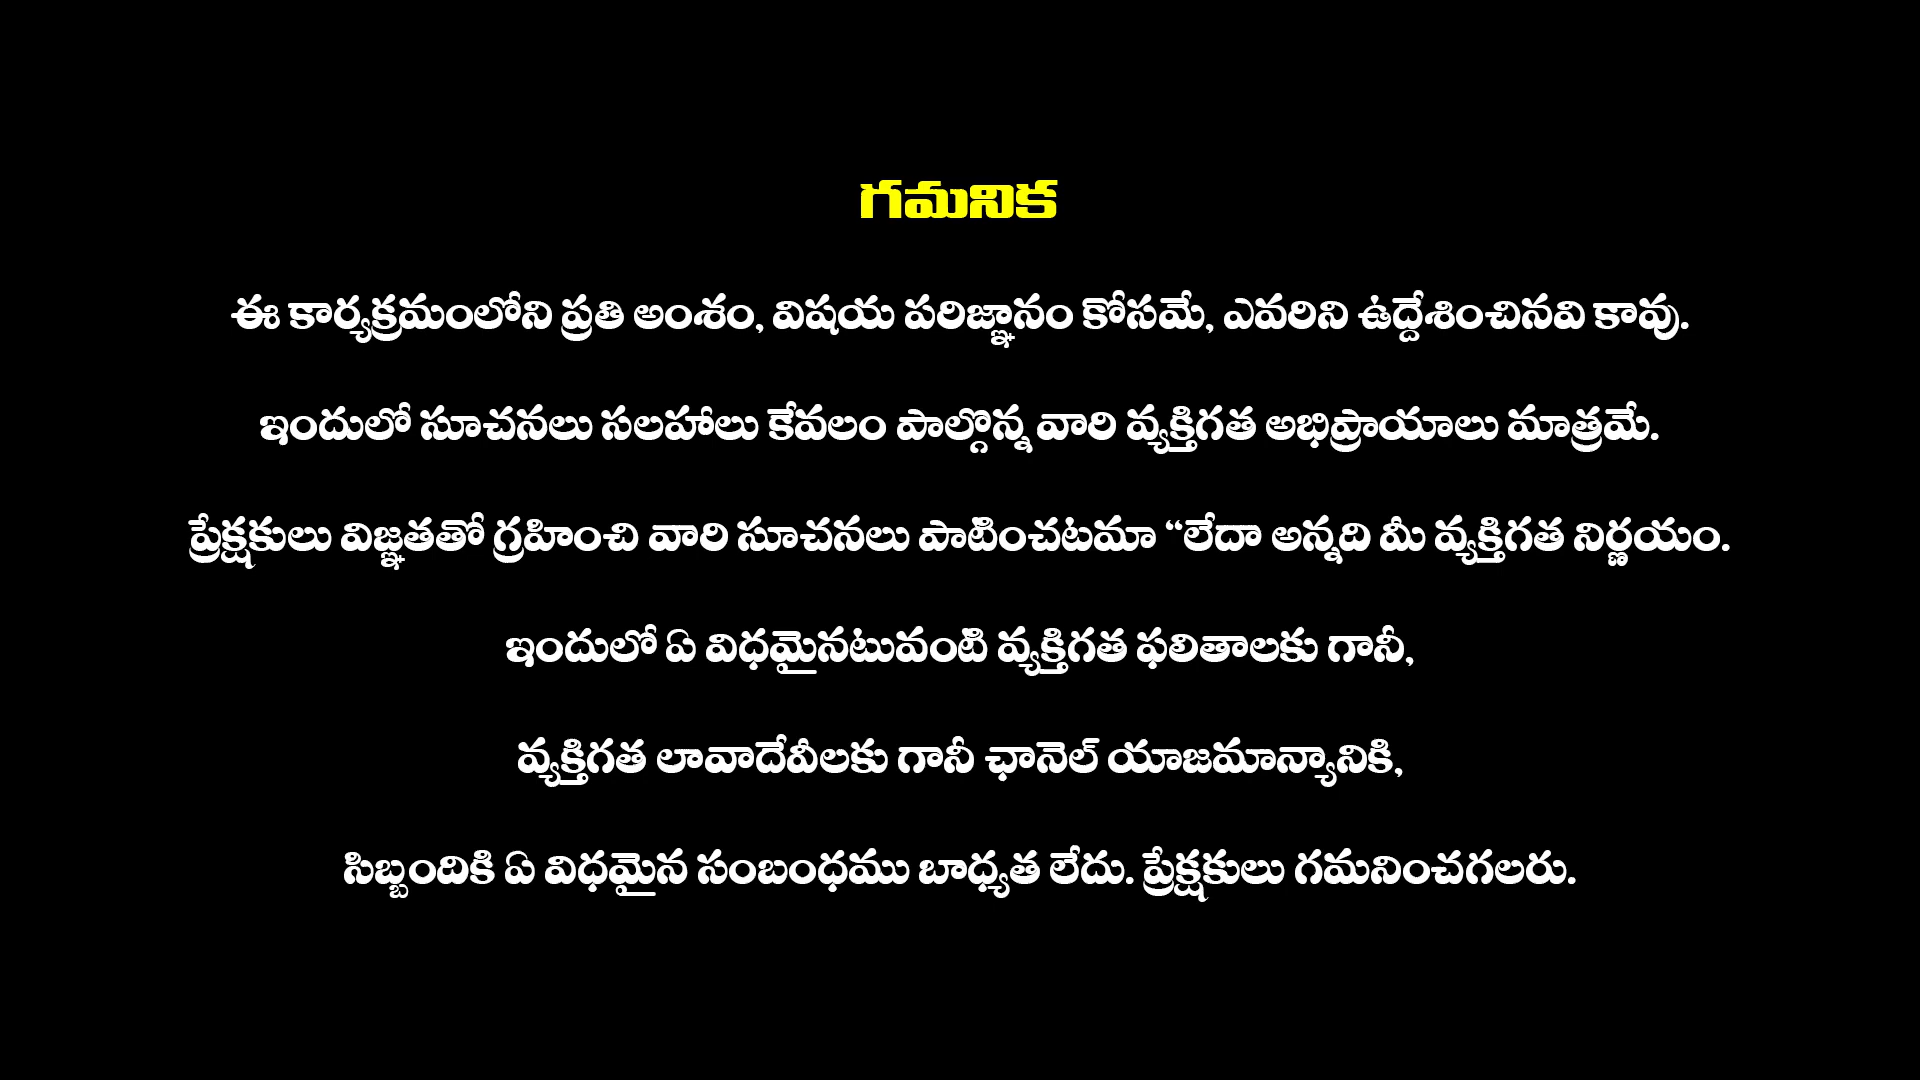 గమనిక
ఈ కార్యక్రమంలోని ప్రతి అంశం, విషయ పరిజ్ఞానం కోసమే, ఎవరిని ఉద్దేశించినవి కావు.
ఇందులో సూచనలు సలహాలు కేవలం పాల్గొన్న వారి వ్యక్తిగత అభిప్రాయాలు మాత్రమే.
ప్రేక్షకులు విజ్ఞతతో గ్రహించి వారి సూచనలు పాటించటమా “లేదా అన్నది మీ వ్యక్తిగత నిర్ణయం.
ఇందులో ఏ విధమైనటువంటి వ్యక్తిగత ఫలితాలకు గానీ,
వ్యక్తిగత లావాదేవీలకు గానీ ఛానెల్ యాజమాన్యానికి,
సిబ్బందికి ఏ విధమైన సంబంధము బాధ్యత లేదు. ప్రేక్షకులు గమనించగలరు.